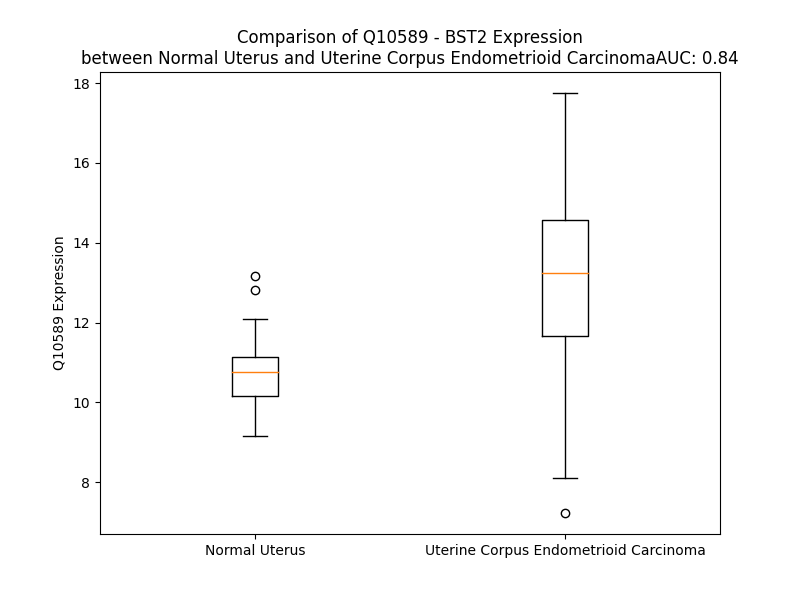 Comparison of Q10589 - BST2 Expression
between Normal Uterus and Uterine Corpus Endometrioid CarcinomaAUC: 0.84
18
16
14
12
10
8
Q10589 Expression
Normal Uterus
Uterine Corpus Endometrioid Carcinoma